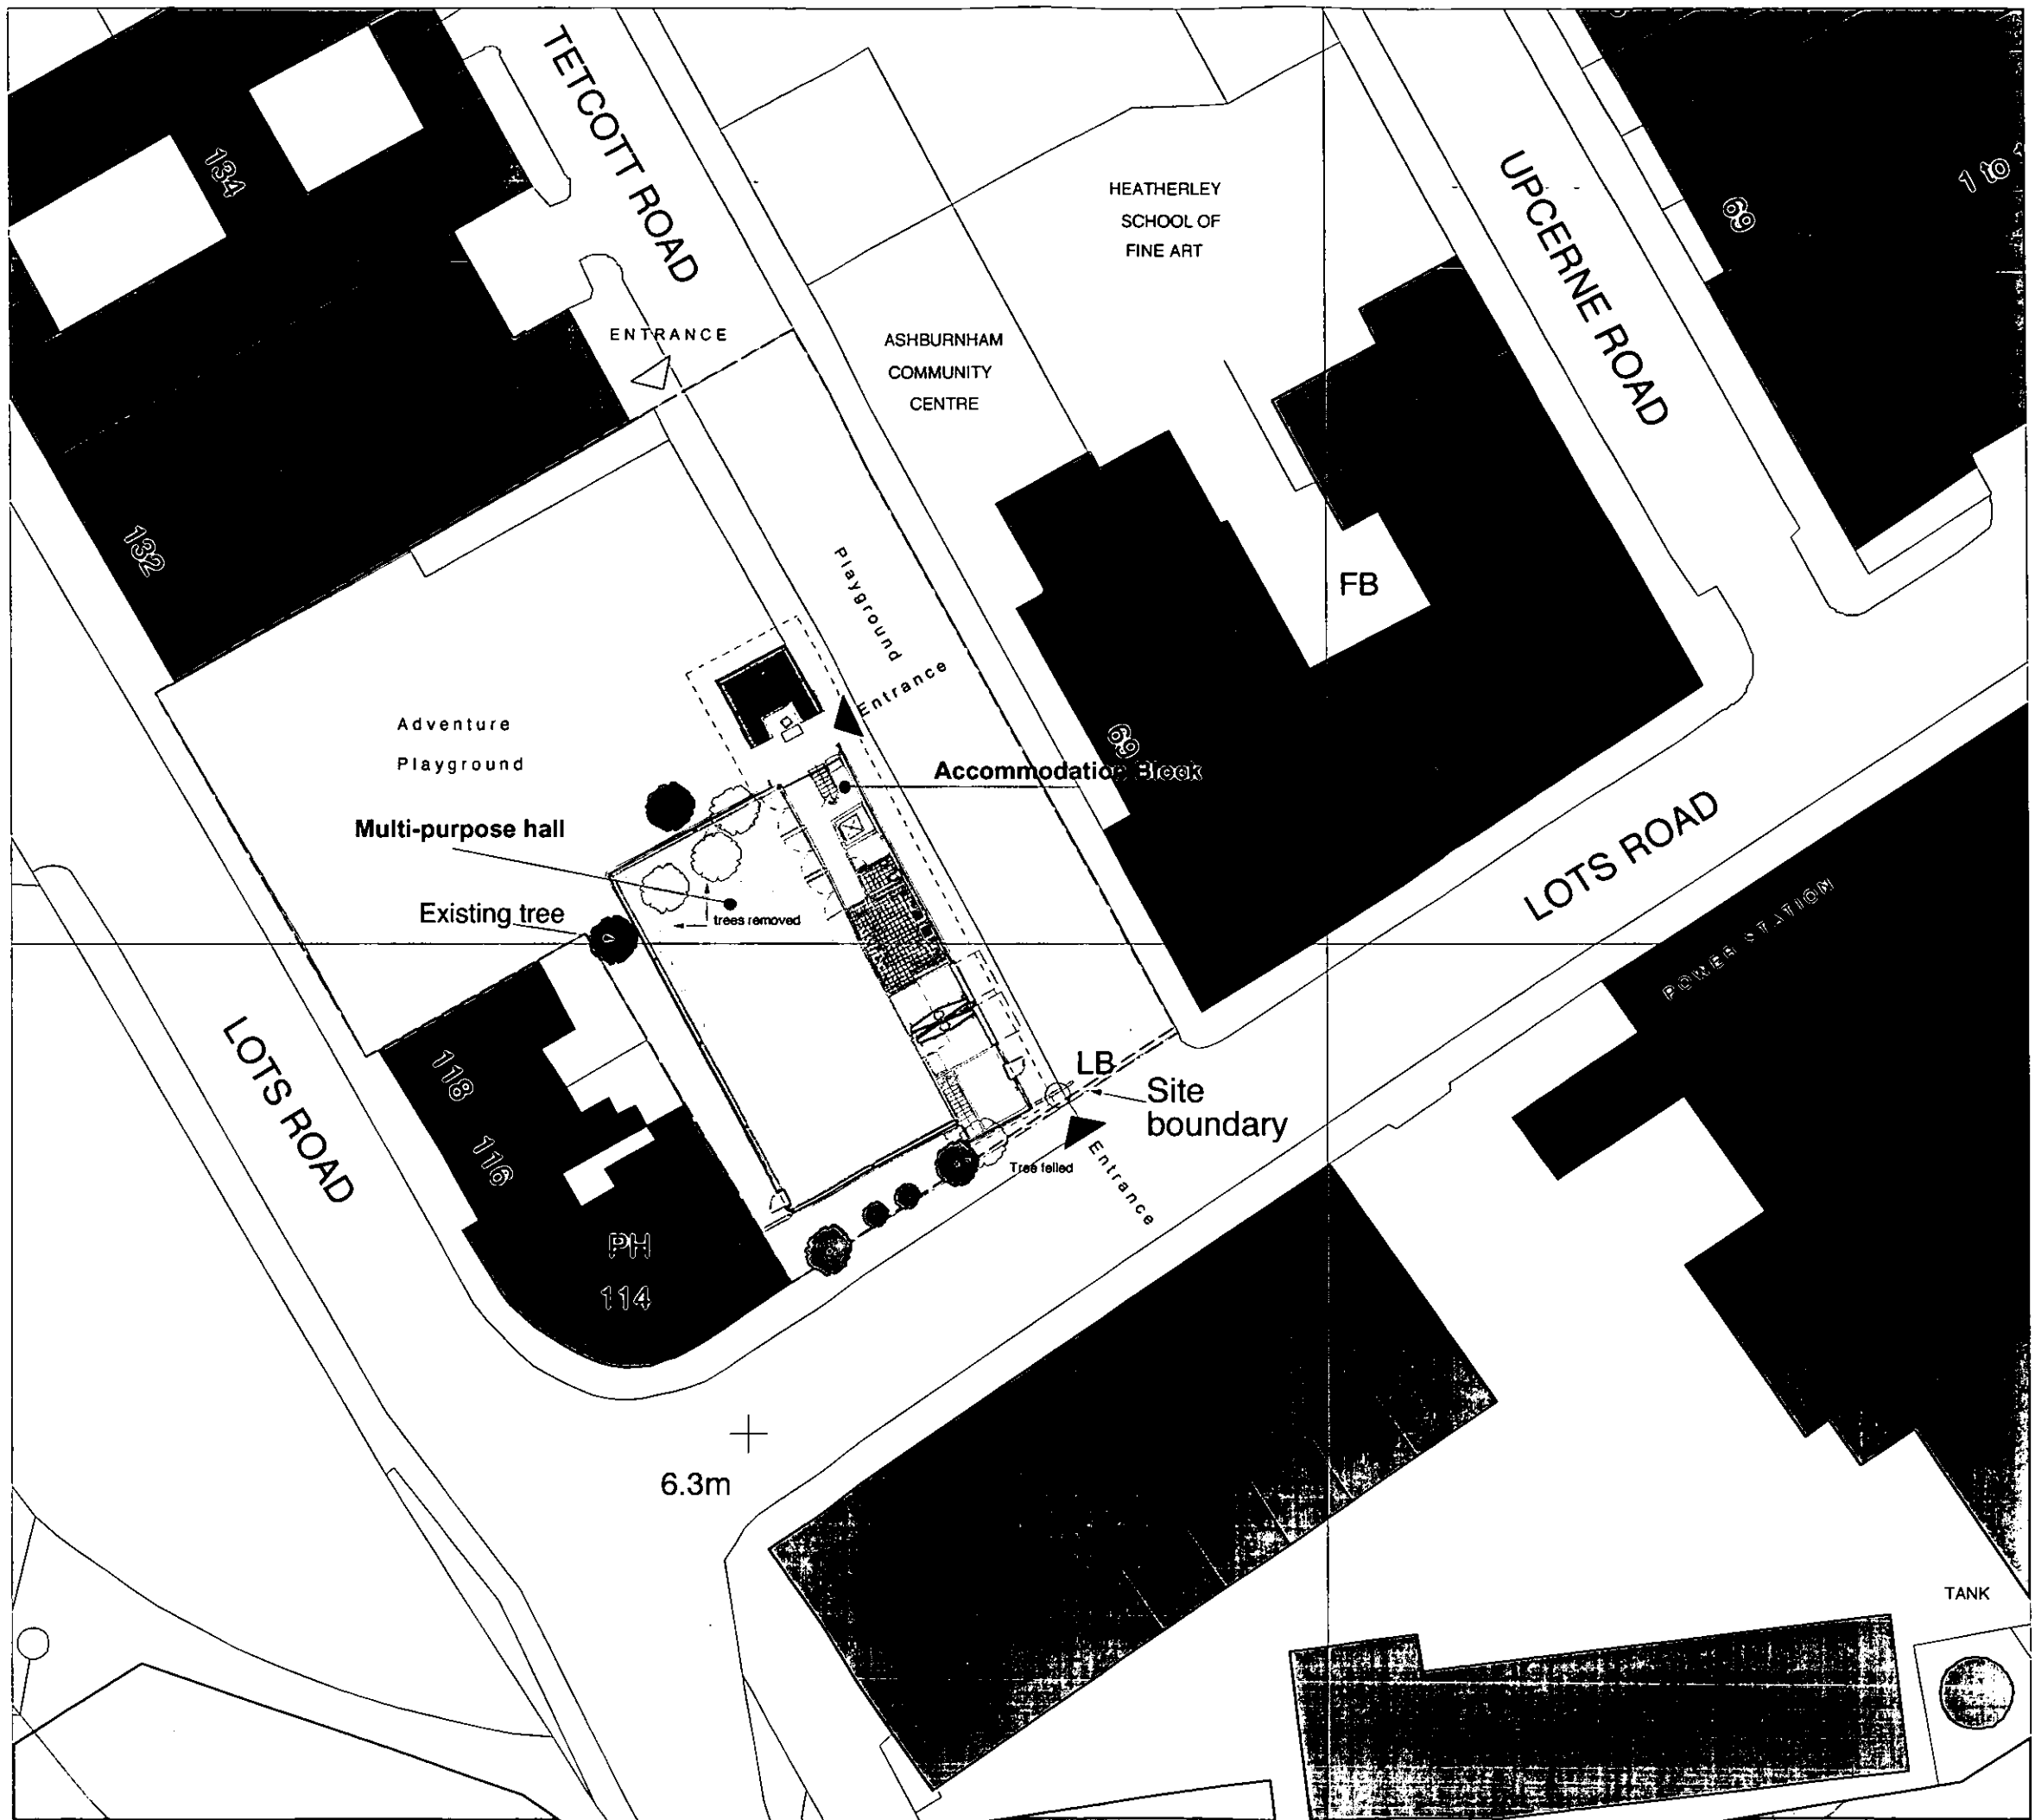 TETCOTT ROAD
134
HEATHERLEY
SCHOOL OF
FINE ART
UPCERNE ROAD
69
1 to
ENTRANCE
ASHBURNHAM
COMMUNITY
CENTRE
132
Playground
Entrance
FB
Adventure
Playground
69
Accommodation Block
Multi-purpose hall
Existing tree
trees removed
LOTS ROAD
POWER STATION
LOTS ROAD
118
116
LB
Site
boundary
Tree felled
Entrance
PH
114
6.3m
TANK